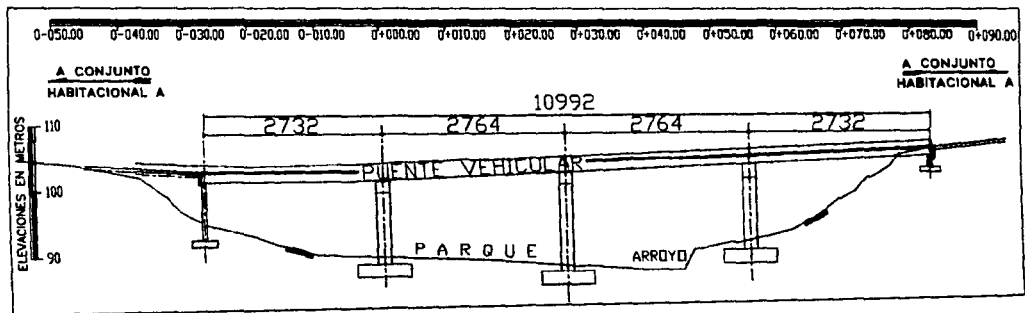 0-050.00 0-040.00 0-030.00 0-020.00 0-010.00 0+000.00 0+010.00 0+020.00 0+030.00 0+040.00 0+050.00 0+060.00 0+070.00 0+080.00 0+090.00
A CONJUNTO
HABITACIONAL A
A CONJUNTO
HABITACIONAL A
10992
2732 2764 2764 2732
ELEVACIONES EN METROS
110
100
90
PUENTE VEHICULAR
PARQUE
ARROYO